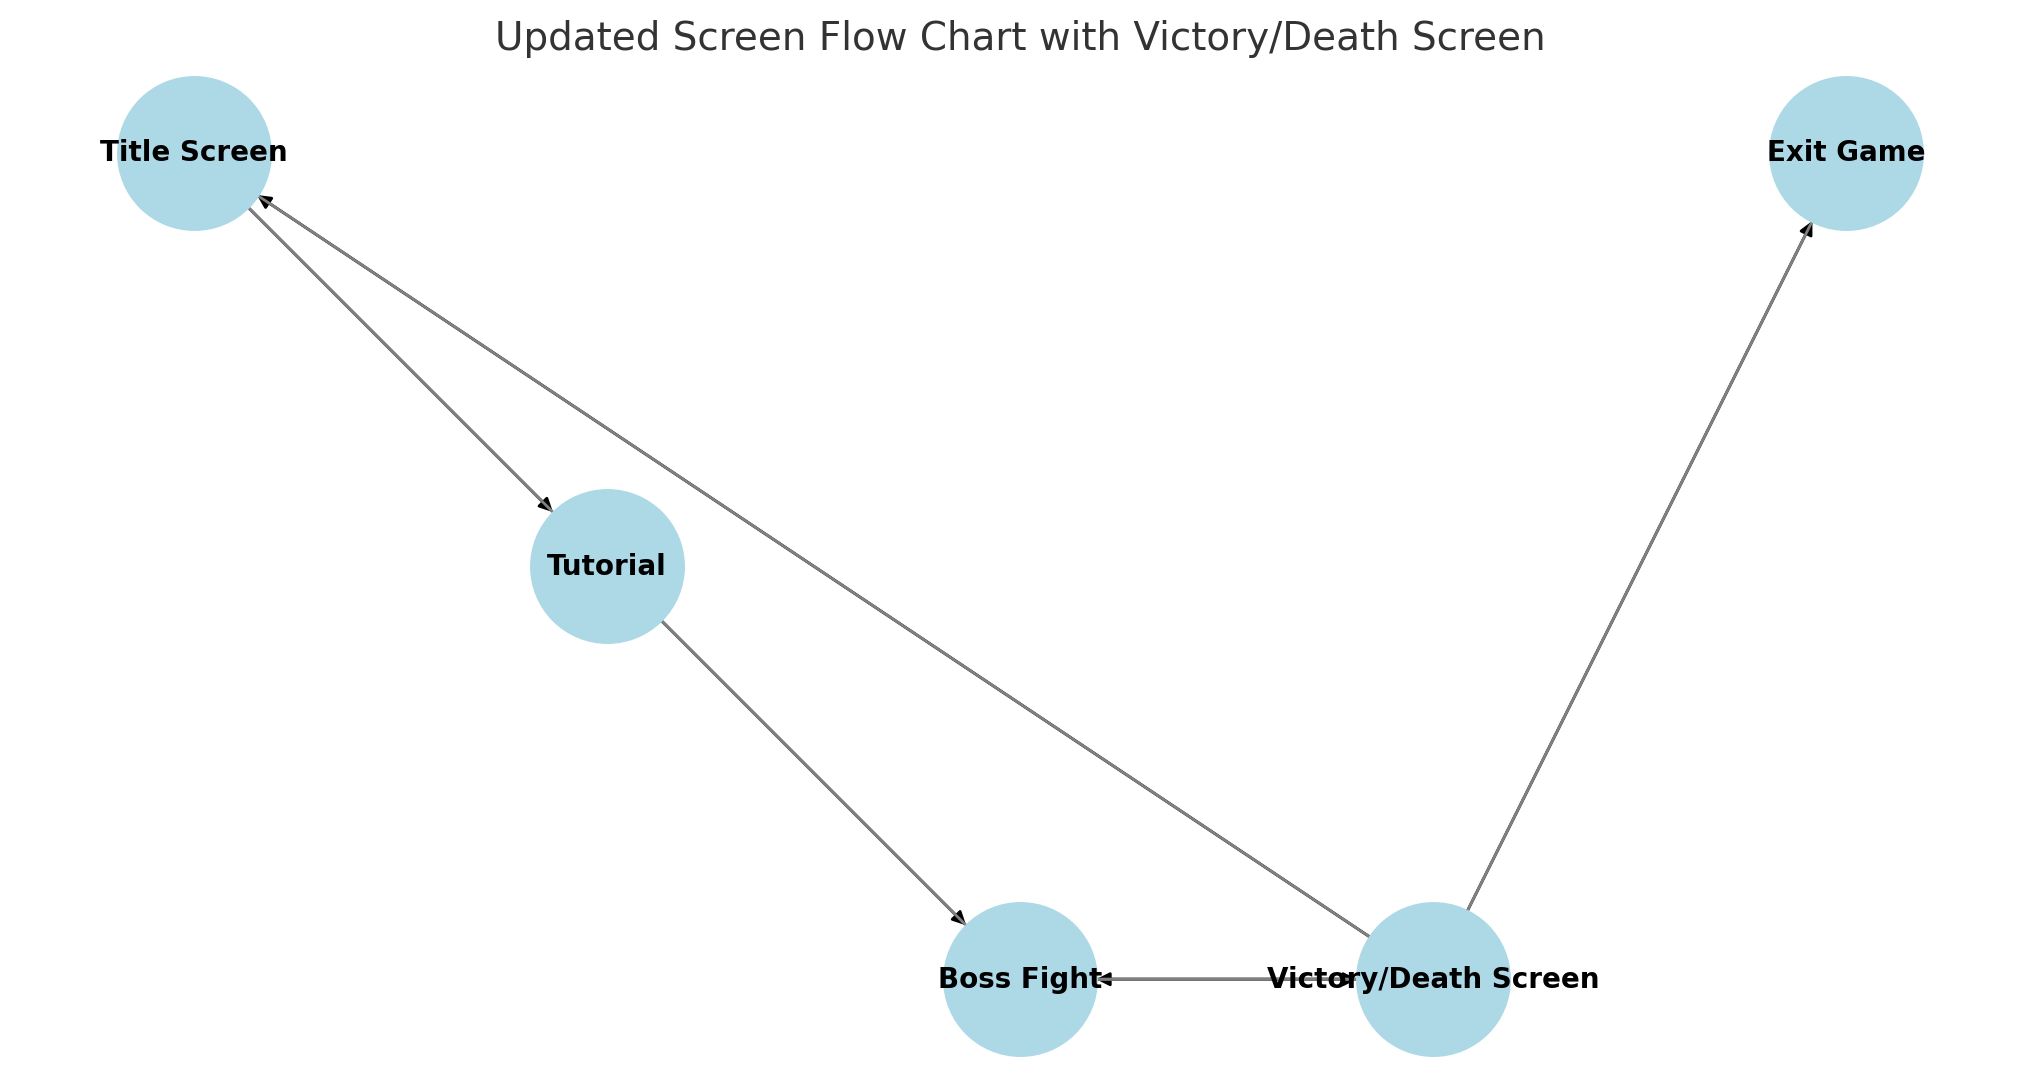 Updated Screen Flow Chart with Victory/Death Screen
Title Screen
Exit Game
Tutorial
Boss Fight
Victory/Death Screen